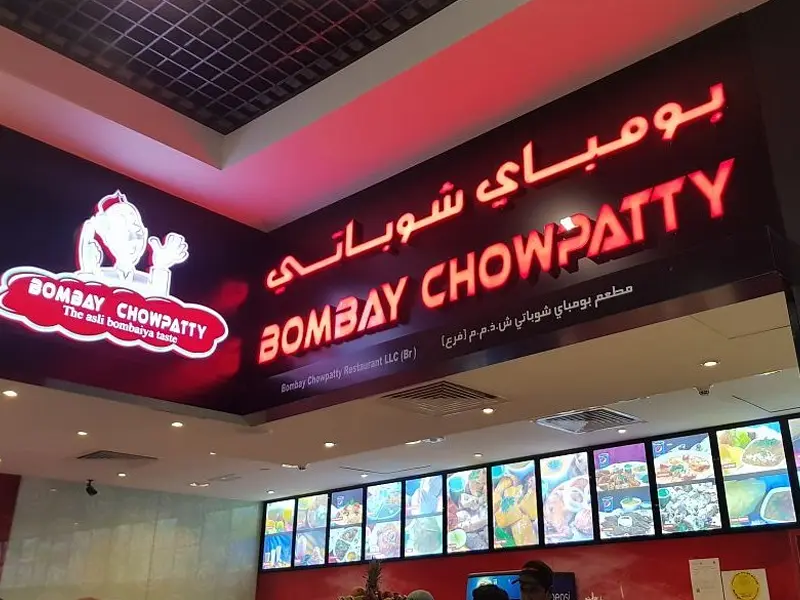 BOMBAY CHOWPATTY
The asli bombaiya taste
بومباي شوباتي
BOMBAY CHOWPATTY
Bombay Chowpatty Restaurant LLC (Br)
مطعم بومباي شوباتي ش.ذ.م.م (فرع)
pepsi